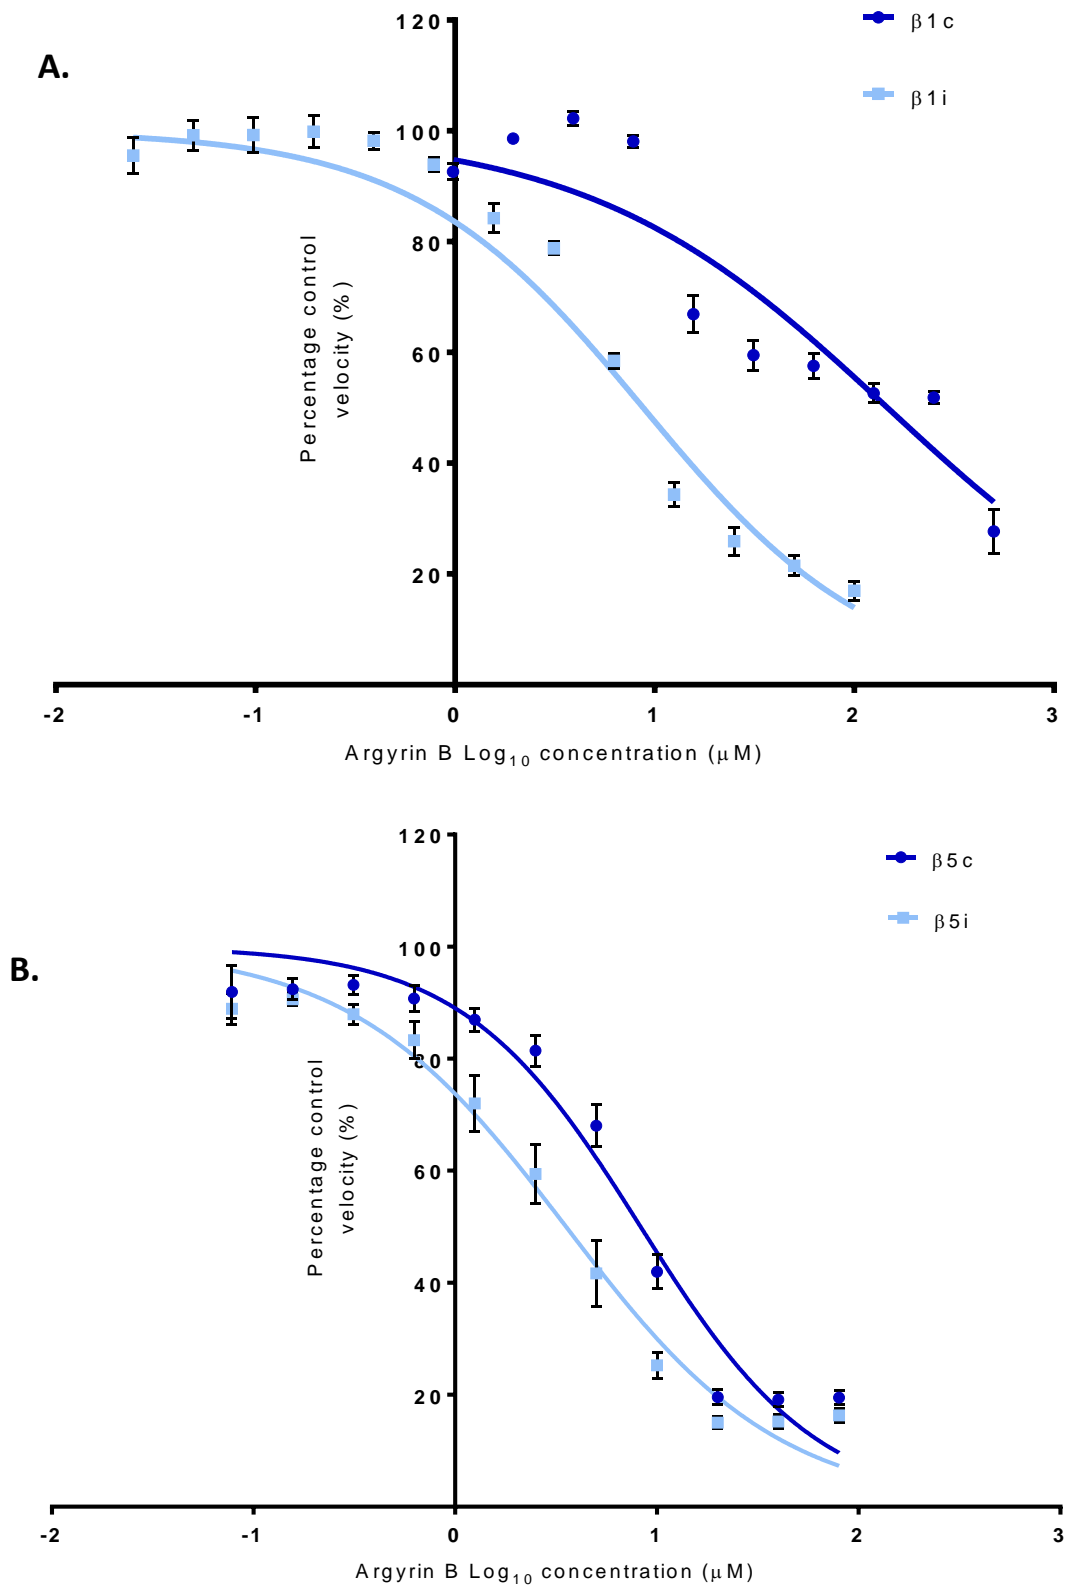 A.
β1c
β1i
120
100
80
60
40
20
Percentage control
velocity (%)
-2 -1 0 1 2 3
Argyrin B Log10 concentration (μM)
B.
β5c
β5i
120
100
80
60
40
20
Percentage control
velocity (%)
-2 -1 0 1 2 3
Argyrin B Log10 concentration (μM)